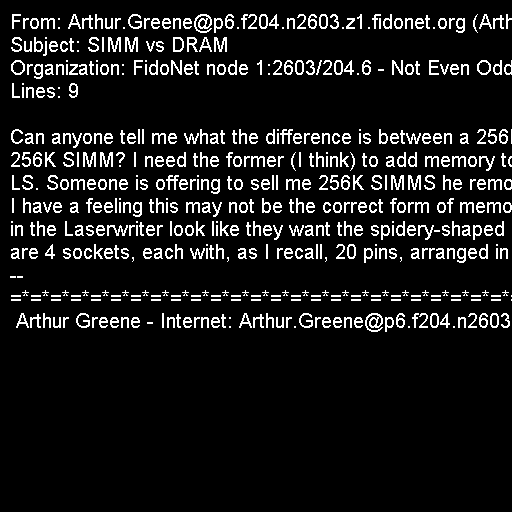 From: Arthur.Greene@p6.f204.n2603.z1.fidonet.org (Arth
Subject: SIMM vs DRAM
Organization: FidoNet node 1:2603/204.6 - Not Even Odd
Lines: 9

Can anyone tell me what the difference is between a 256
256K SIMM? I need the former (I think) to add memory to
LS. Someone is offering to sell me 256K SIMMS he remo
I have a feeling this may not be the correct form of memo
in the Laserwriter look like they want the spidery-shaped
are 4 sockets, each with, as I recall, 20 pins, arranged in
--
=*=*=*=*=*=*=*=*=*=*=*=*=*=*=*=*=*=*=*=*=*=*=*=*=*=*
Arthur Greene - Internet: Arthur.Greene@p6.f204.n2603